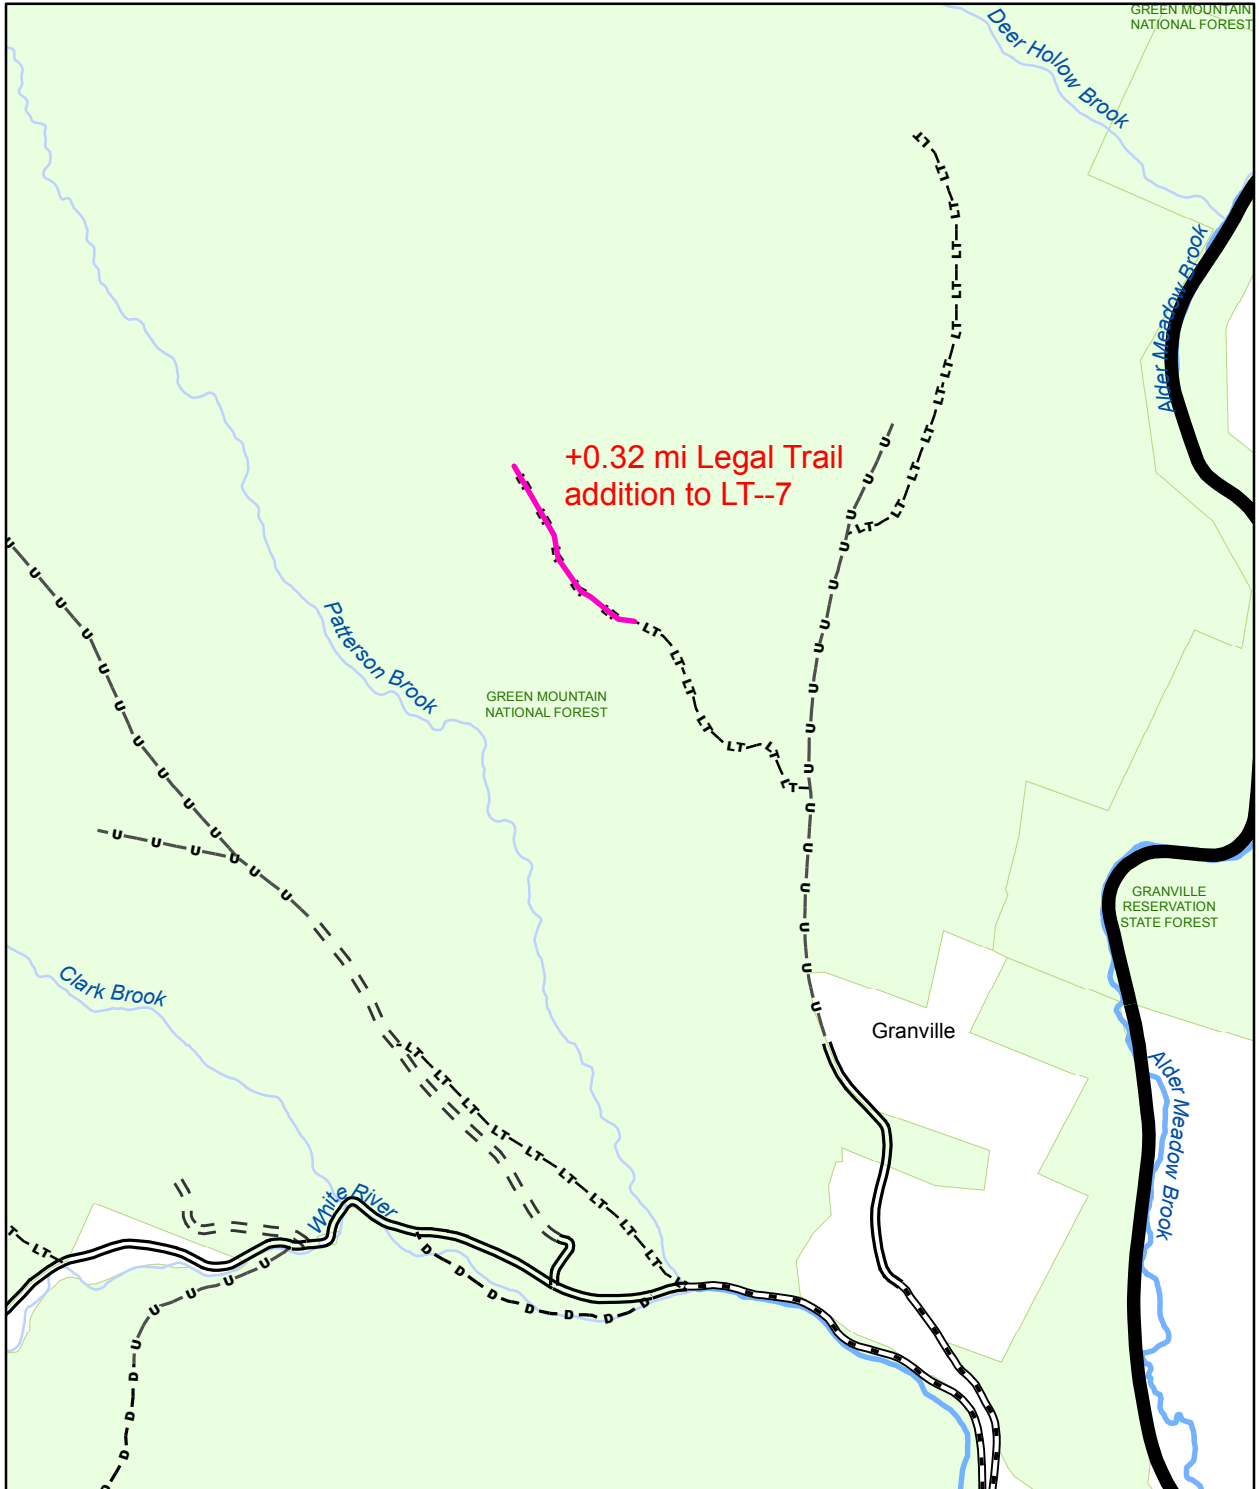 GREEN MOUNTAIN
NATIONAL FOREST
Deer Hollow Brook
Alder Meadow Brook
+0.32 mi Legal Trail
addition to LT--7
Patterson Brook
GREEN MOUNTAIN
NATIONAL FOREST
GRANVILLE
RESERVATION
STATE FOREST
Clark Brook
Granville
Alder Meadow Brook
White River